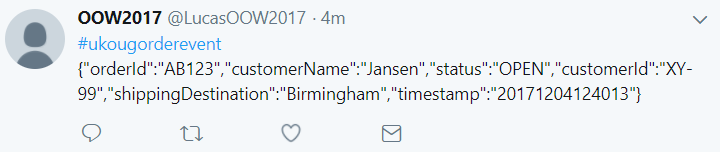 OOW2017 @LucasOOW2017 · 4m
#ukougorderevent
{"orderId":"AB123","customerName":"Jansen","status":"OPEN","customerId":"XY-
99","shippingDestination":"Birmingham","timestamp":"20171204124013"}